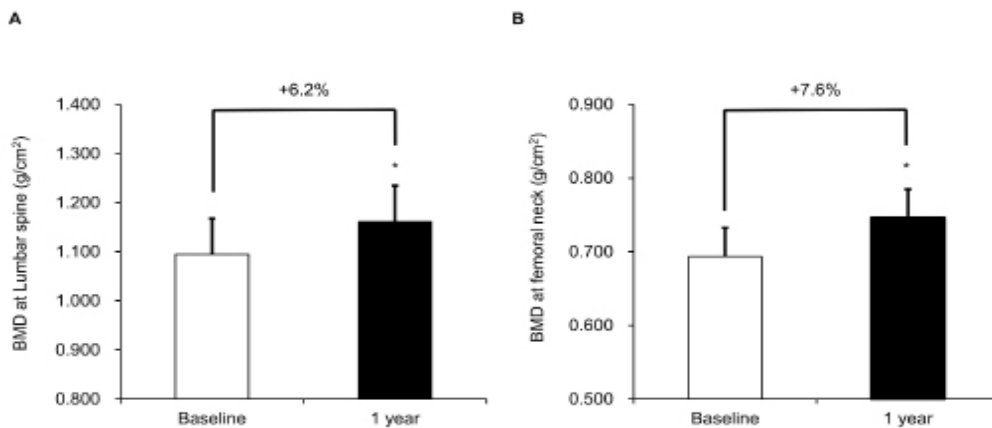 A
+6.2%
1.400
1.300
1.200
1.100
1.000
0.900
0.800
BMD at Lumbar spine (g/cm²)
*
Baseline
1 year
B
+7.6%
0.900
0.800
0.700
0.600
0.500
BMD at femoral neck (g/cm²)
*
Baseline
1 year